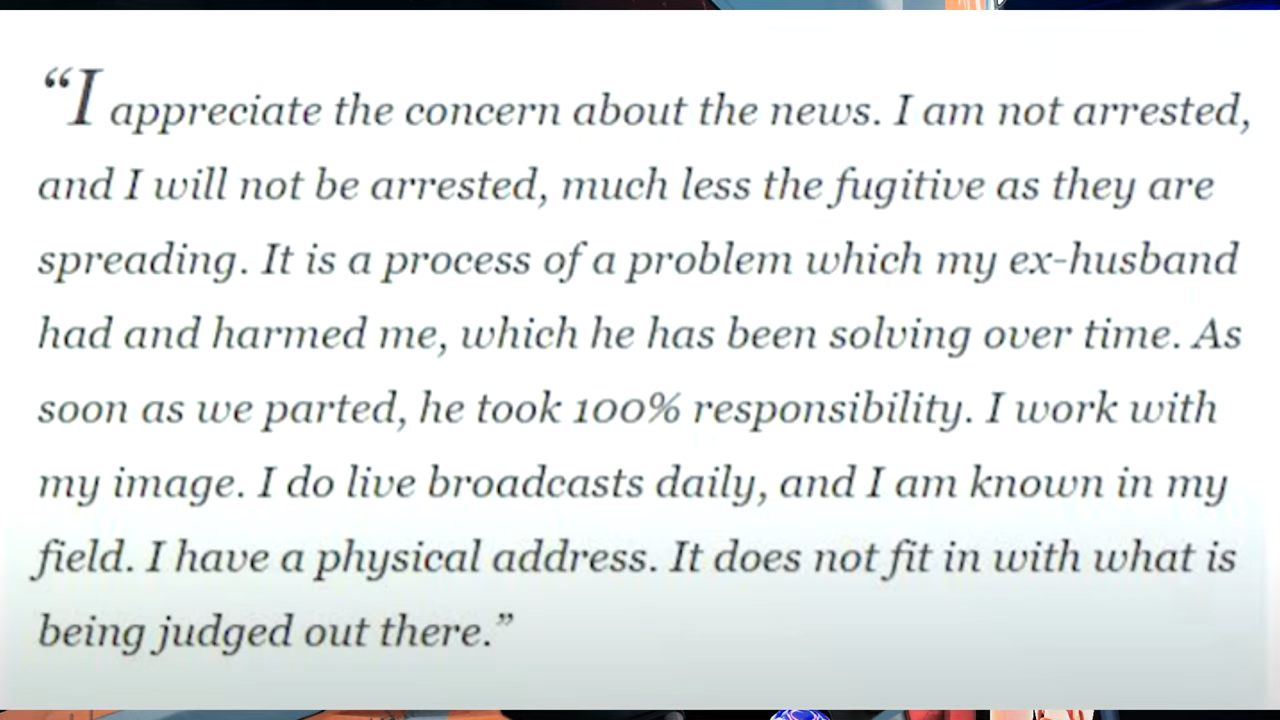 “I appreciate the concern about the news. I am not arrested,
and I will not be arrested, much less the fugitive as they are
spreading. It is a process of a problem which my ex-husband
had and harmed me, which he has been solving over time. As
soon as we parted, he took 100% responsibility. I work with
my image. I do live broadcasts daily, and I am known in my
field. I have a physical address. It does not fit in with what is
being judged out there.”